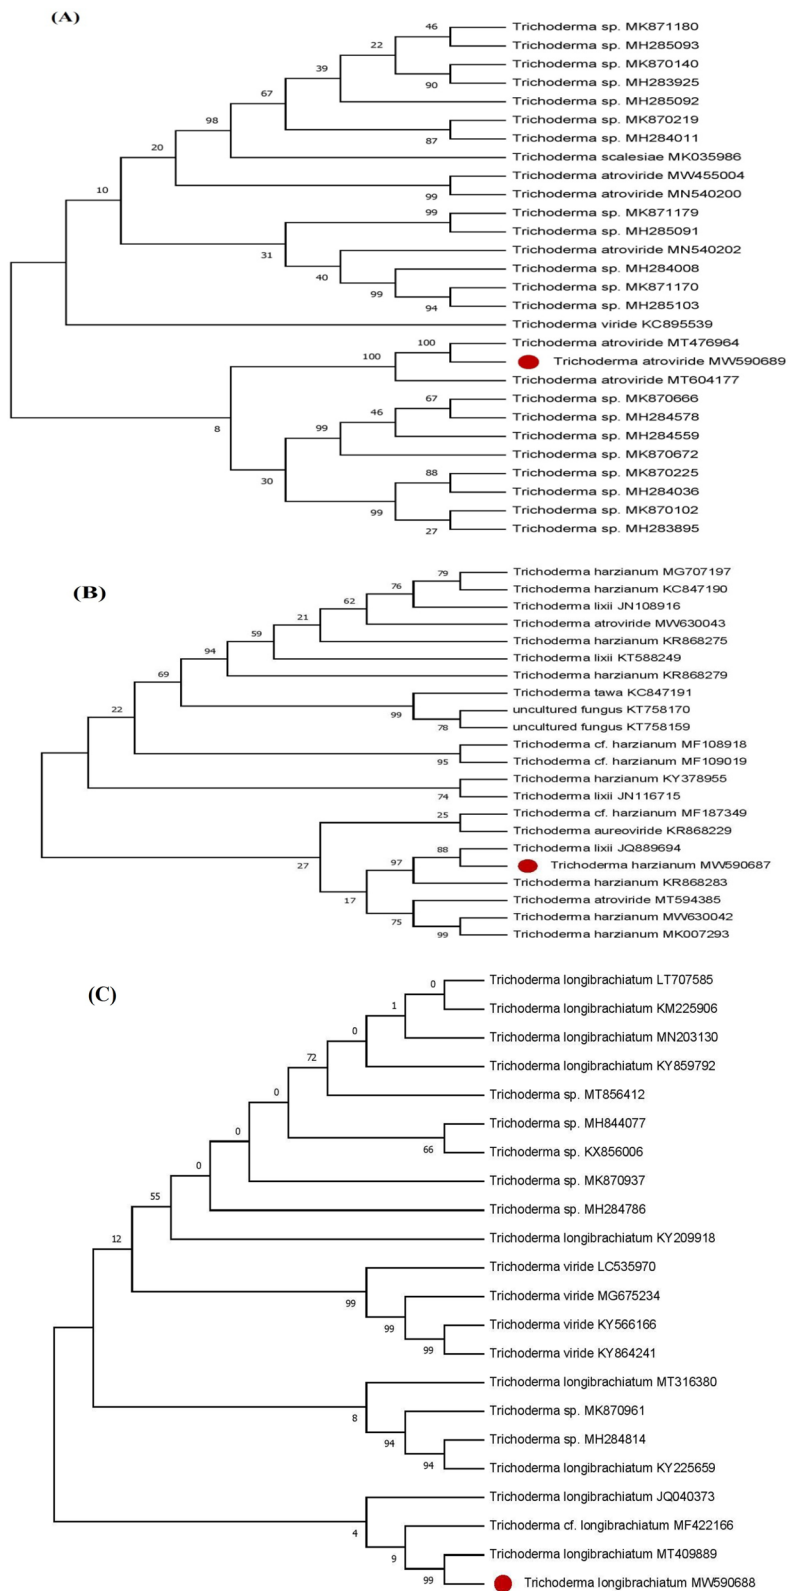 (A)
46
Trichoderma sp. MK871180
22
Trichoderma sp. MH285093
39
Trichoderma sp. MK870140
90
Trichoderma sp. MH283925
67
Trichoderma sp. MH285092
98
Trichoderma sp. MK870219
87
Trichoderma sp. MH284011
20
Trichoderma scalesiae MK035986
Trichoderma atroviride MW455004
99
Trichoderma atroviride MN540200
10
99
Trichoderma sp. MK871179
Trichoderma sp. MH285091
31
Trichoderma atroviride MN540202
40
Trichoderma sp. MH284008
99
Trichoderma sp. MK871170
94
Trichoderma sp. MH285103
Trichoderma viride KC895539
100
Trichoderma atroviride MT476964
100
Trichoderma atroviride MW590689
Trichoderma atroviride MT604177
8
67
Trichoderma sp. MK870666
46
Trichoderma sp. MH284578
99
Trichoderma sp. MH284559
Trichoderma sp. MK870672
30
88
Trichoderma sp. MK870225
Trichoderma sp. MH284036
99
Trichoderma sp. MK870102
27
Trichoderma sp. MH283895
(B)
79
Trichoderma harzianum MG707197
76
Trichoderma harzianum KC847190
62
Trichoderma lixii JN108916
21
Trichoderma atroviride MW630043
59
Trichoderma harzianum KR868275
94
Trichoderma lixii KT588249
69
Trichoderma harzianum KR868279
Trichoderma tawa KC847191
99
uncultured fungus KT758170
78
uncultured fungus KT758159
22
Trichoderma cf. harzianum MF108918
95
Trichoderma cf. harzianum MF109019
Trichoderma harzianum KY378955
74
Trichoderma lixii JN116715
25
Trichoderma cf. harzianum MF187349
Trichoderma aureoviride KR868229
27
88
Trichoderma lixii JQ889694
97
Trichoderma harzianum MW590687
Trichoderma harzianum KR868283
17
Trichoderma atroviride MT594385
75
Trichoderma harzianum MW630042
99
Trichoderma harzianum MK007293
(C)
0
Trichoderma longibrachiatum LT707585
1
Trichoderma longibrachiatum KM225906
0
Trichoderma longibrachiatum MN203130
72
Trichoderma longibrachiatum KY859792
0
Trichoderma sp. MT856412
0
Trichoderma sp. MH844077
66
Trichoderma sp. KX856006
0
Trichoderma sp. MK870937
55
Trichoderma sp. MH284786
12
Trichoderma longibrachiatum KY209918
Trichoderma viride LC535970
99
Trichoderma viride MG675234
99
Trichoderma viride KY566166
99
Trichoderma viride KY864241
Trichoderma longibrachiatum MT316380
8
Trichoderma sp. MK870961
94
Trichoderma sp. MH284814
94
Trichoderma longibrachiatum KY225659
Trichoderma longibrachiatum JQ040373
4
Trichoderma cf. longibrachiatum MF422166
9
Trichoderma longibrachiatum MT409889
99
Trichoderma longibrachiatum MW590688